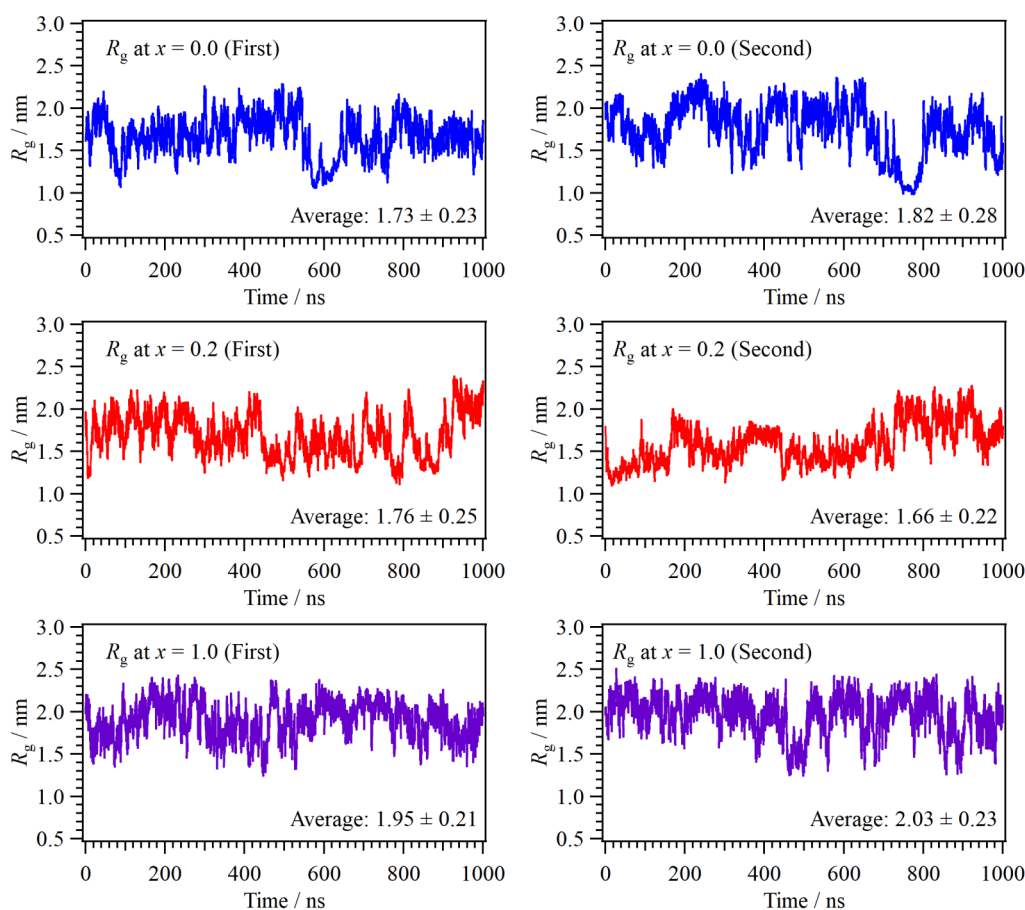 3.0
2.5
2.0
1.5
1.0
0.5
Rg / nm
Rg at x = 0.0 (First)
Average: 1.73 ± 0.23
0 200 400 600 800 1000
Time / ns
3.0
2.5
2.0
1.5
1.0
0.5
Rg / nm
Rg at x = 0.0 (Second)
Average: 1.82 ± 0.28
0 200 400 600 800 1000
Time / ns
3.0
2.5
2.0
1.5
1.0
0.5
Rg / nm
Rg at x = 0.2 (First)
Average: 1.76 ± 0.25
0 200 400 600 800 1000
Time / ns
3.0
2.5
2.0
1.5
1.0
0.5
Rg / nm
Rg at x = 0.2 (Second)
Average: 1.66 ± 0.22
0 200 400 600 800 1000
Time / ns
3.0
2.5
2.0
1.5
1.0
0.5
Rg / nm
Rg at x = 1.0 (First)
Average: 1.95 ± 0.21
0 200 400 600 800 1000
Time / ns
3.0
2.5
2.0
1.5
1.0
0.5
Rg / nm
Rg at x = 1.0 (Second)
Average: 2.03 ± 0.23
0 200 400 600 800 1000
Time / ns